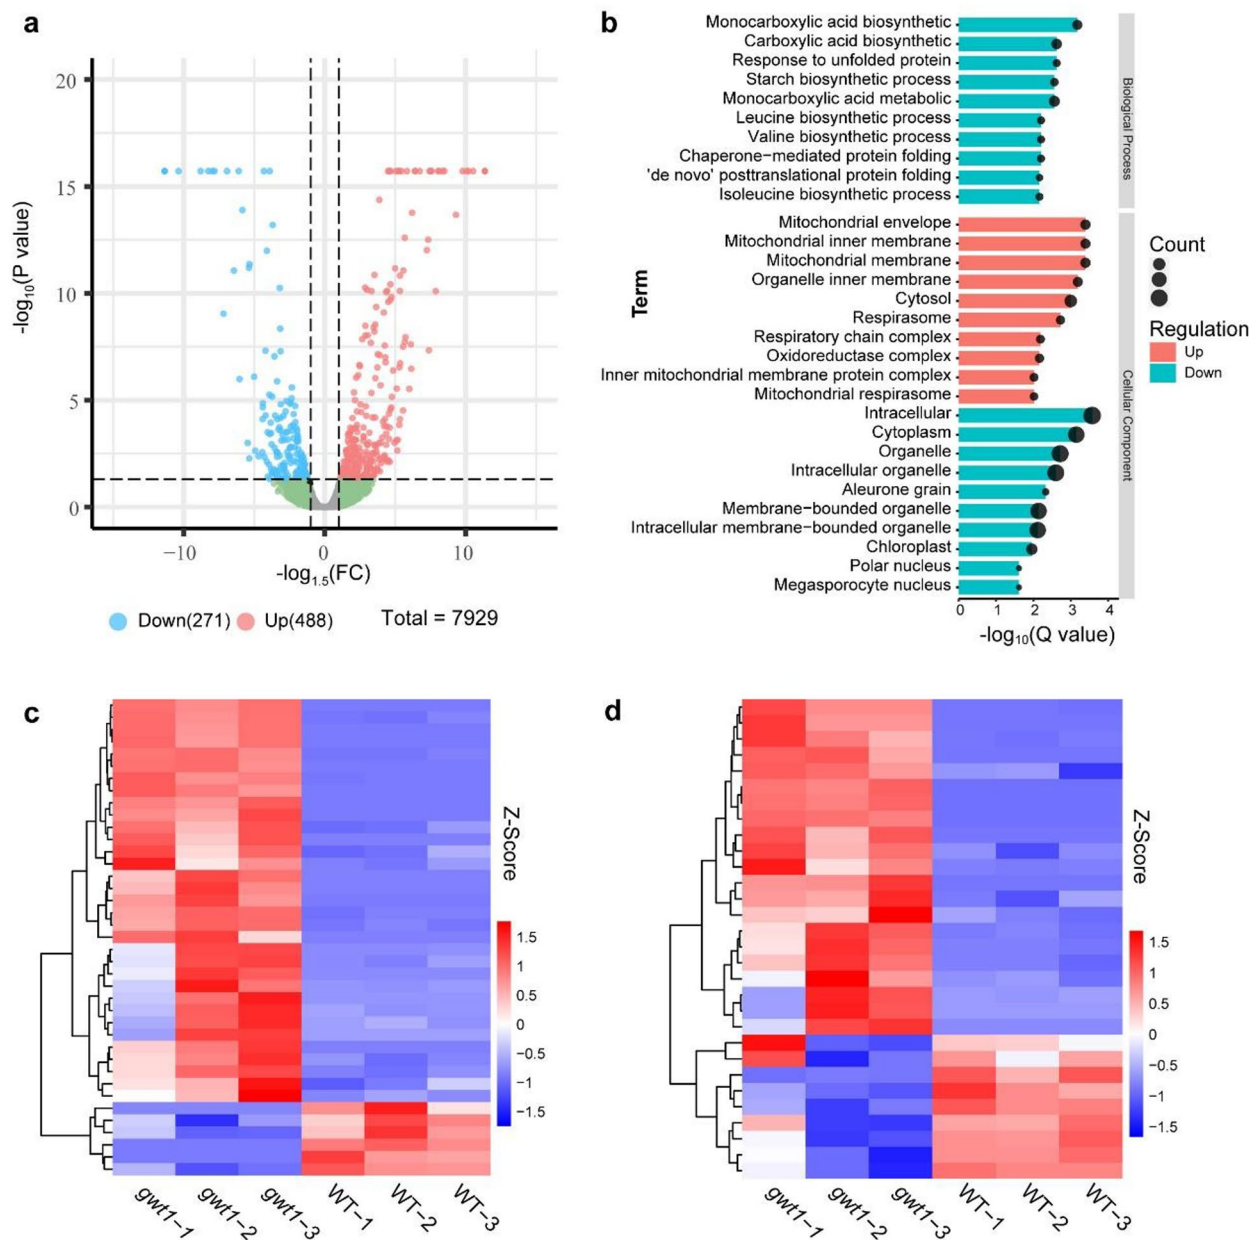 a
-log10(P value)
20
15
10
5
0
−10
0
10
-log1.5(FC)
Down(271)
Up(488)
Total = 7929
b
Term
Monocarboxylic acid biosynthetic
Carboxylic acid biosynthetic
Response to unfolded protein
Starch biosynthetic process
Monocarboxylic acid metabolic
Leucine biosynthetic process
Valine biosynthetic process
Chaperone−mediated protein folding
'de novo' posttranslational protein folding
Isoleucine biosynthetic process
Mitochondrial envelope
Mitochondrial inner membrane
Mitochondrial membrane
Organelle inner membrane
Cytosol
Respirasome
Respiratory chain complex
Oxidoreductase complex
Inner mitochondrial membrane protein complex
Mitochondrial respirasome
Intracellular
Cytoplasm
Organelle
Intracellular organelle
Aleurone grain
Membrane−bounded organelle
Intracellular membrane−bounded organelle
Chloroplast
Polar nucleus
Megasporocyte nucleus
0 1 2 3 4
-log10(Q value)
Biological Process
Cellular Component
Count
Regulation
Up
Down
c
Z-Score
1.5
1
0.5
0
−0.5
−1
−1.5
gwt1−1
gwt1−2
gwt1−3
WT−1
WT−2
WT−3
d
Z-Score
1.5
1
0.5
0
−0.5
−1
−1.5
gwt1−1
gwt1−2
gwt1−3
WT−1
WT−2
WT−3